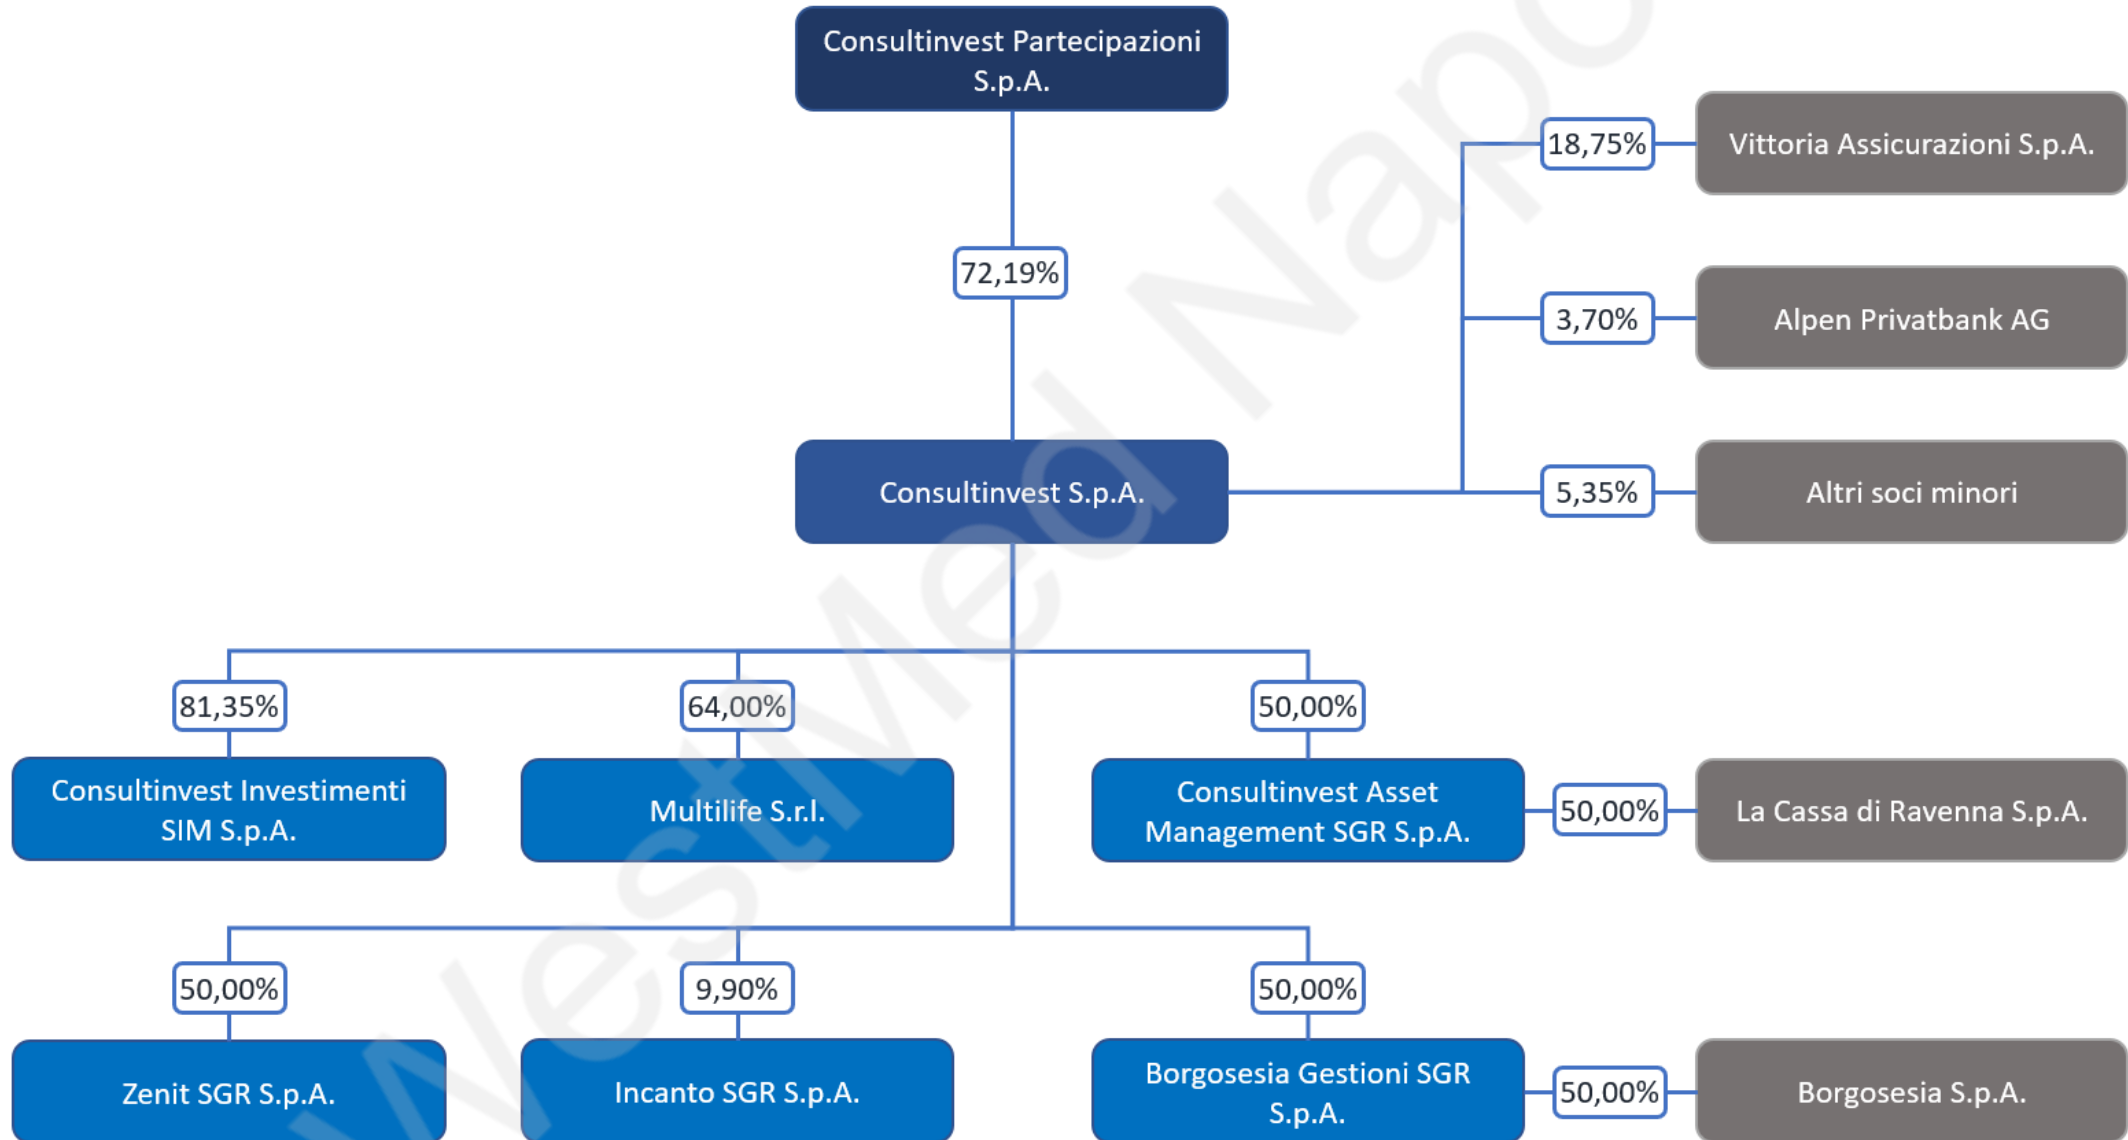 Consultinvest Partecipazioni
S.p.A.
18,75%
Vittoria Assicurazioni S.p.A.
72,19%
3,70%
Alpen Privatbank AG
Consultinvest S.p.A.
5,35%
Altri soci minori
81,35%
64,00%
50,00%
Consultinvest Investimenti
SIM S.p.A.
Multilife S.r.l.
Consultinvest Asset
Management SGR S.p.A.
50,00%
La Cassa di Ravenna S.p.A.
50,00%
9,90%
50,00%
Zenit SGR S.p.A.
Incanto SGR S.p.A.
Borgosesia Gestioni SGR
S.p.A.
50,00%
Borgosesia S.p.A.
WestMed Napo